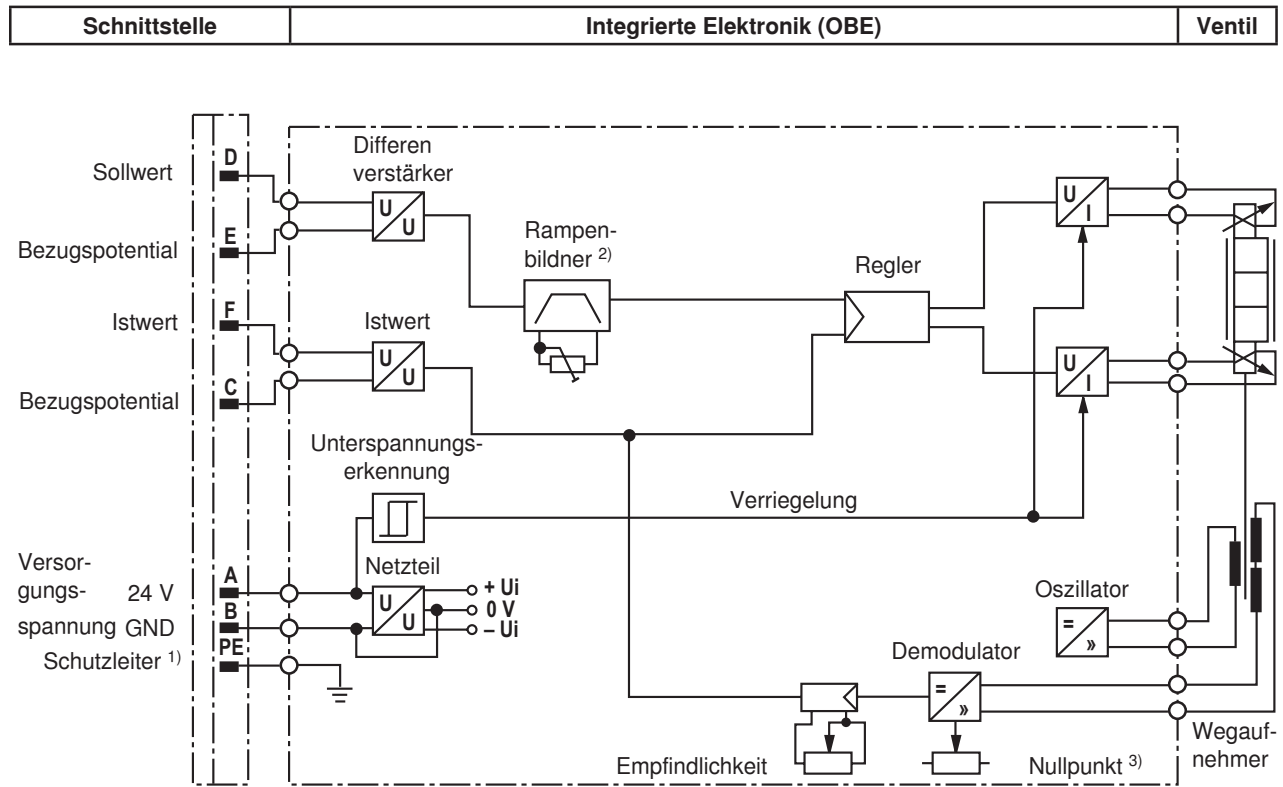 Schnittstelle
Integrierte Elektronik (OBE)
Ventil
Differen
verstärker
Sollwert
D
U
U
Bezugspotential
E
Rampen-
bildner 2)
Regler
U
I
Istwert
F
Istwert
U
U
U
I
Bezugspotential
C
Unterspannungs-
erkennung
Verriegelung
Versor-
gungs- 24 V
spannung GND
A
B
Netzteil
U
U
+ Ui
0 V
– Ui
Schutzleiter 1)
PE
Oszillator
=
»
Demodulator
=
»
Empfindlichkeit
Nullpunkt 3)
Wegauf-
nehmer